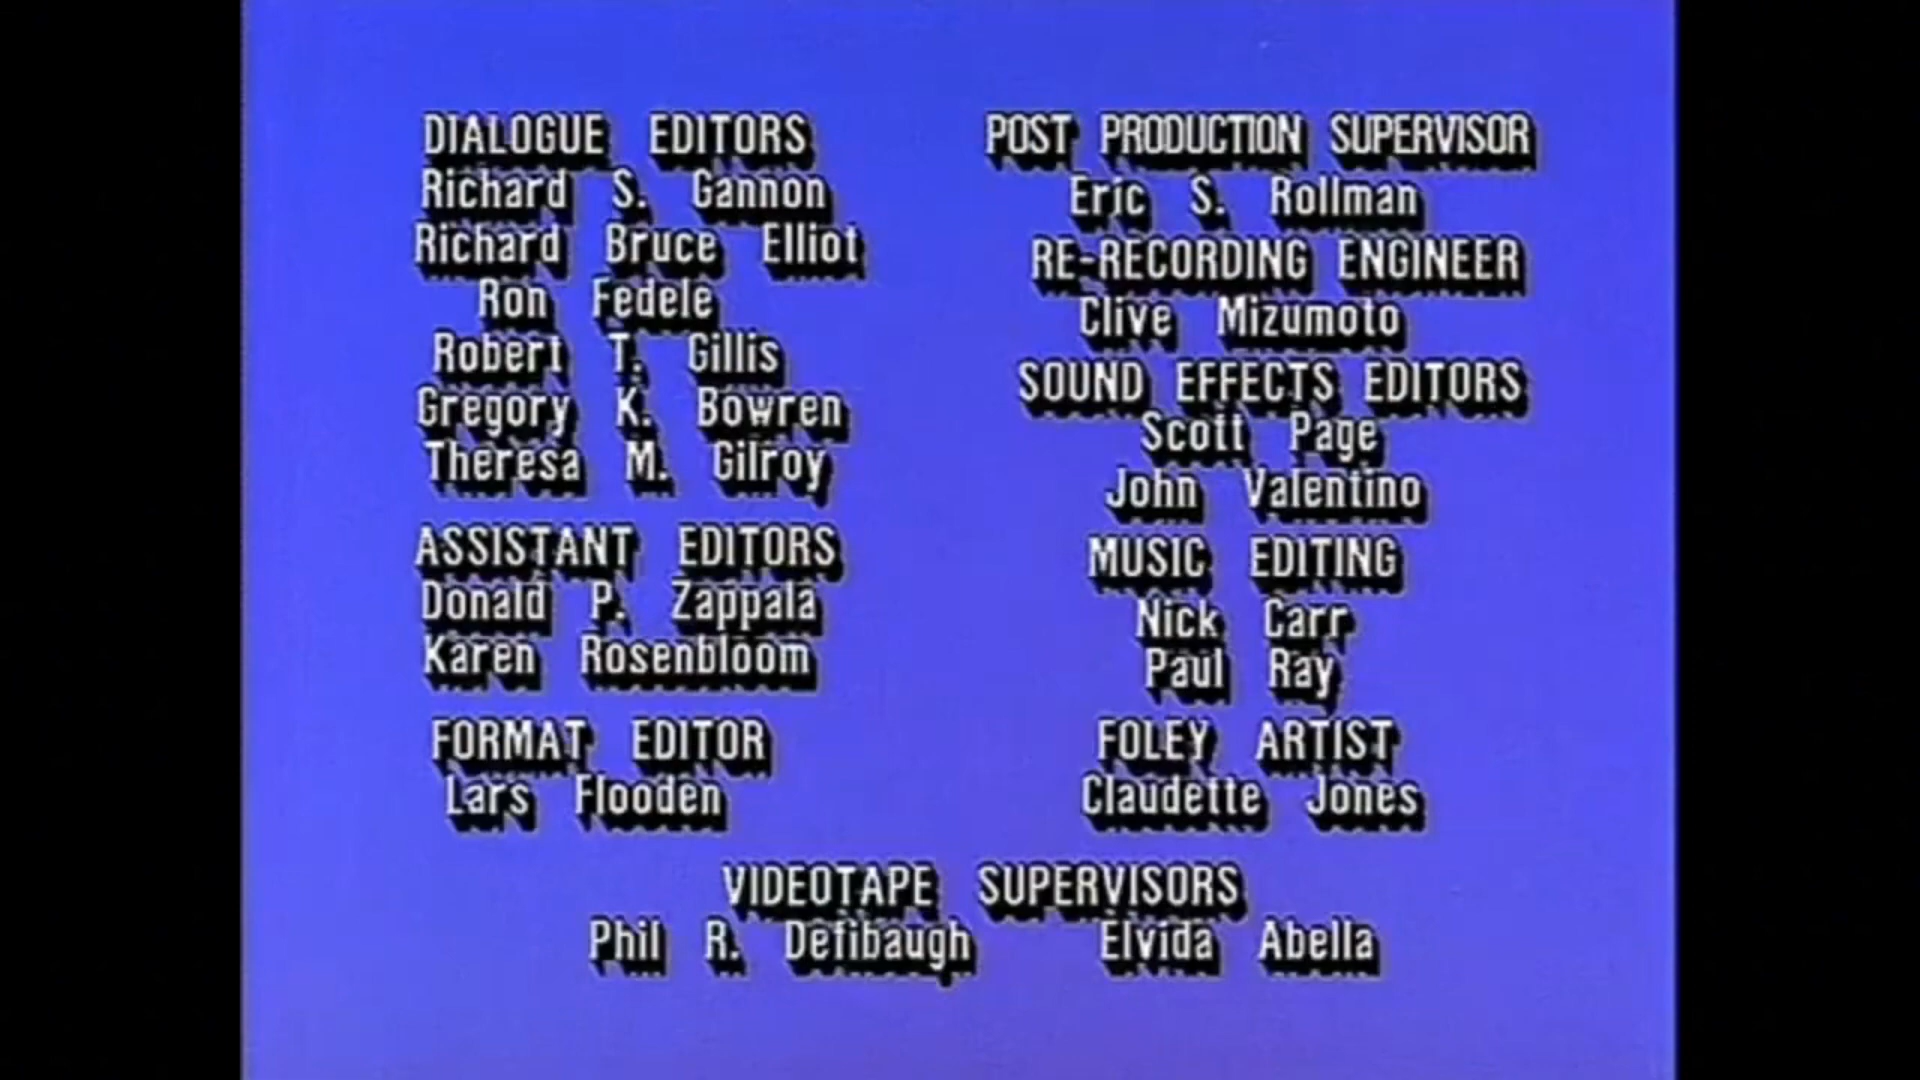 DIALOGUE EDITORS
Richard S. Gannon
Richard Bruce Elliot
Ron Fedele
Robert T. Gillis
Gregory K. Bowren
Theresa M. Gilroy
ASSISTANT EDITORS
Donald P. Zappala
Karen Rosenbloom
FORMAT EDITOR
Lars Flooden
POST PRODUCTION SUPERVISOR
Eric S. Rollman
RE-RECORDING ENGINEER
Clive Mizumoto
SOUND EFFECTS EDITORS
Scott Page
John Valentino
MUSIC EDITING
Nick Carr
Paul Ray
FOLEY ARTIST
Claudette Jones
VIDEOTAPE SUPERVISORS
Phil R. Defibaugh Elvida Abella